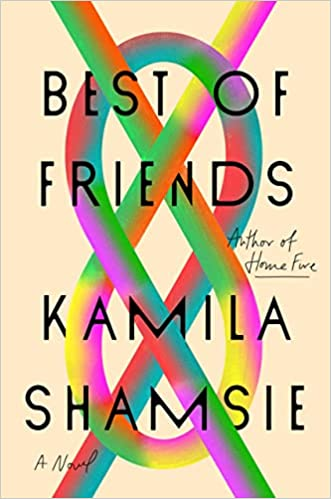 BEST OF
FRIENDS
Author of
Home Fire
KAMILA
SHAMSIE
A Novel